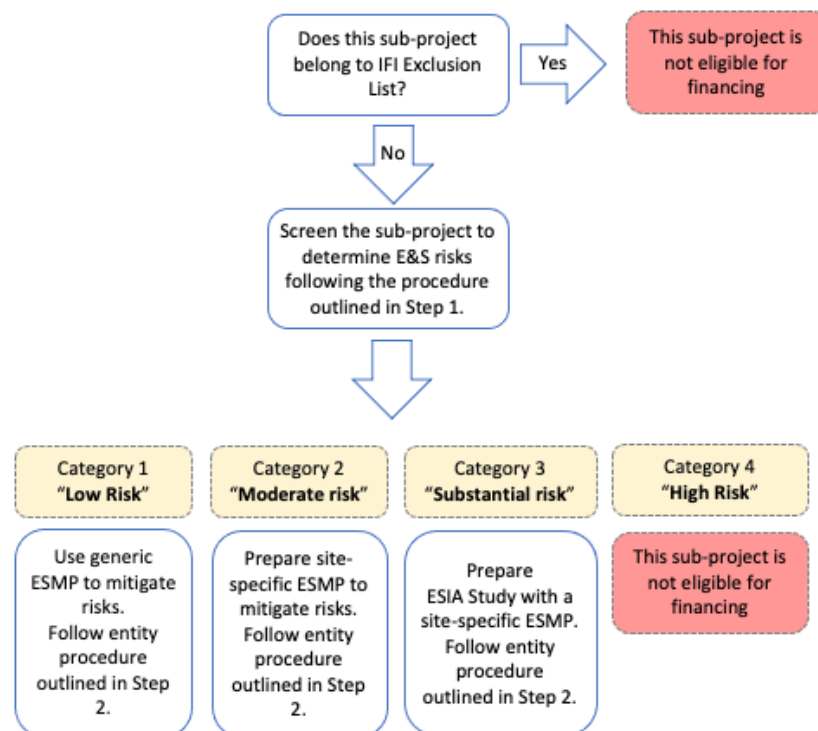 Does this sub-project
belong to IFI Exclusion
List?
Yes
This sub-project is
not eligible for
financing
No
Screen the sub-project to
determine E&S risks
following the procedure
outlined in Step 1.
Category 1
“Low Risk”
Category 2
“Moderate risk”
Category 3
“Substantial risk”
Category 4
“High Risk”
Use generic
ESMP to mitigate
risks.
Follow entity
procedure
outlined in Step
2.
Prepare site-
specific ESMP to
mitigate risks.
Follow entity
procedure
outlined in Step
2.
Prepare
ESIA Study with a
site-specific ESMP.
Follow entity
procedure
outlined in Step 2.
This sub-project is
not eligible for
financing